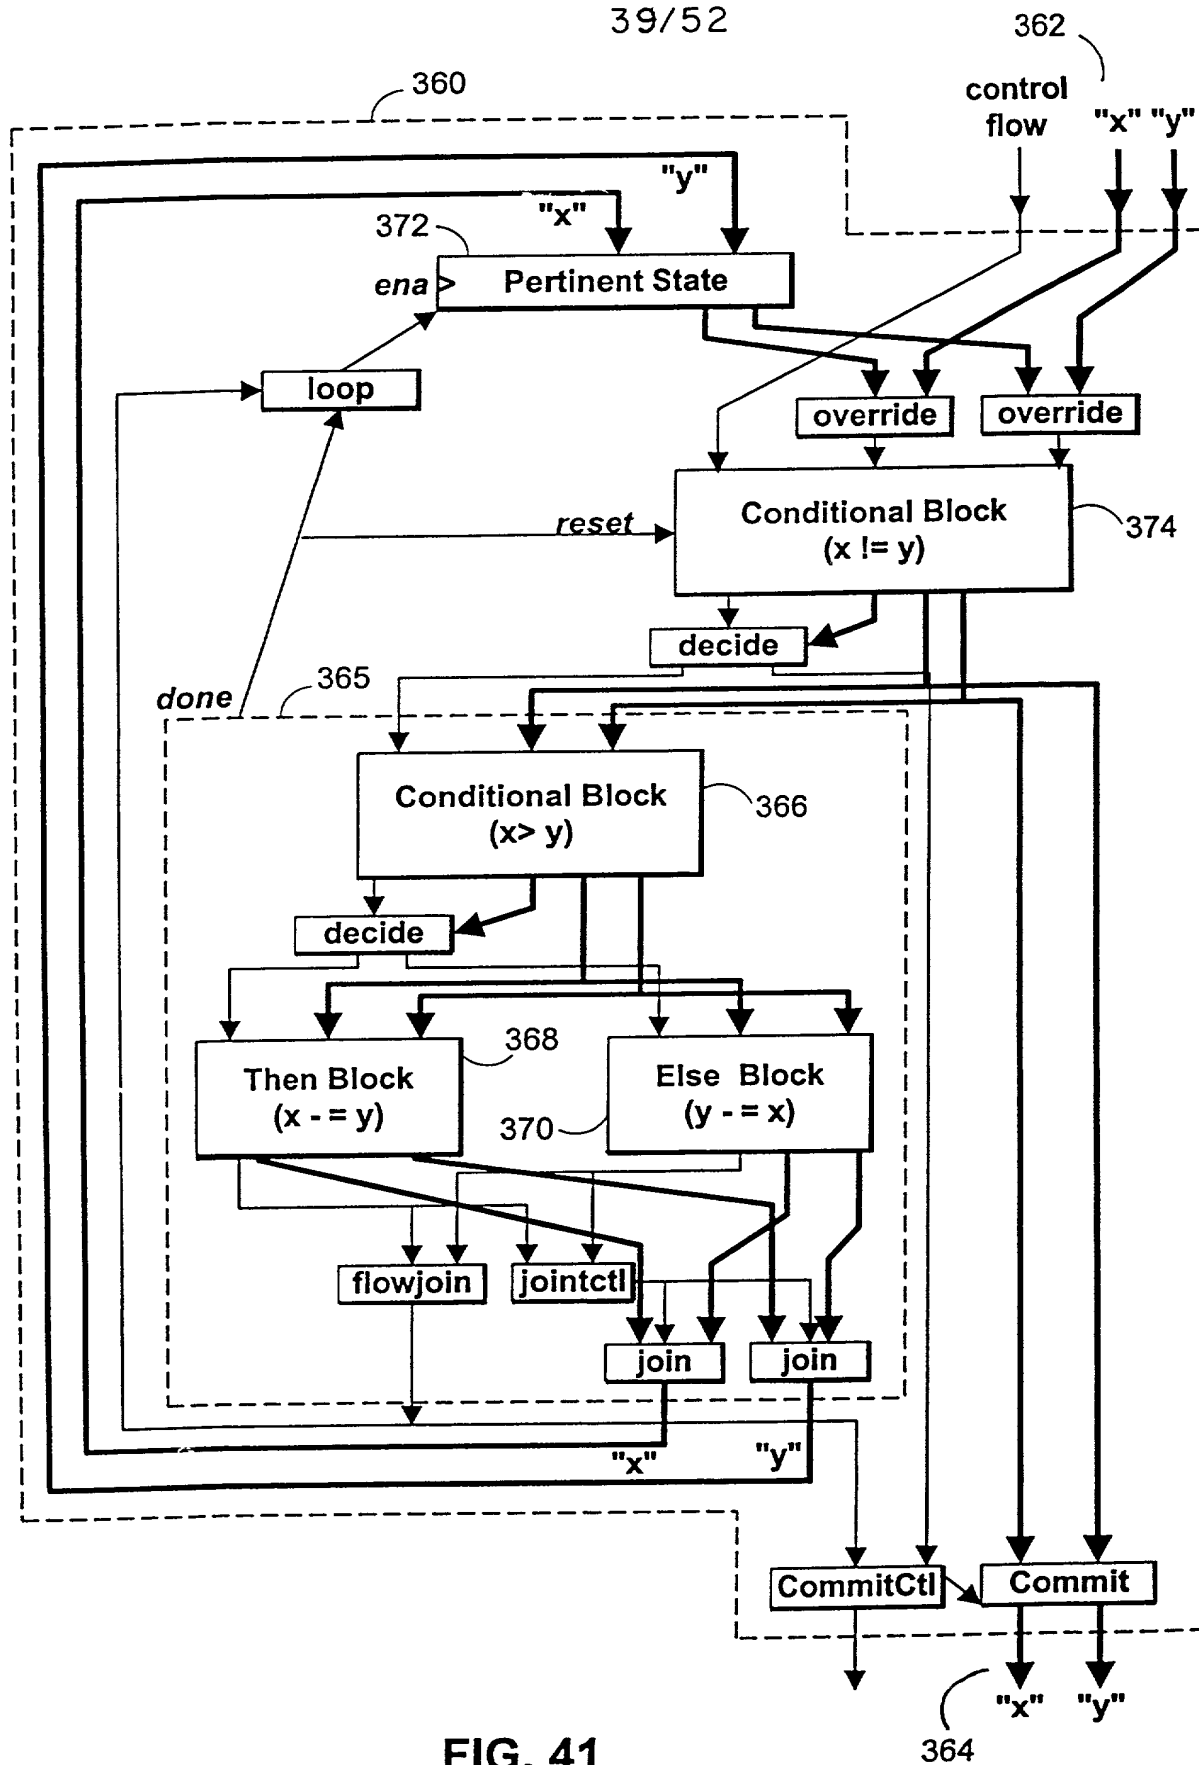 39/52
362
360
control
flow
"x" "y"
"y"
"x"
372
ena > Pertinent State
loop
override
override
reset
Conditional Block
(x != y)
374
decide
done
365
Conditional Block
(x> y)
366
decide
368
Then Block
(x - = y)
Else Block
(y - = x)
370
flowjoin
jointctl
join
join
"x"
"y"
CommitCtl
Commit
"x" "y"
364
FIG. 41